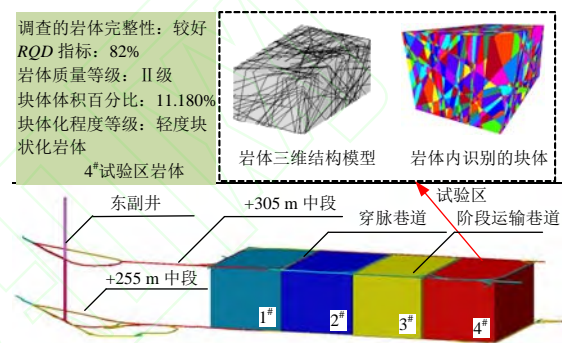 调查的岩体完整性：较好
RQD 指标：82%
岩体质量等级：Ⅱ级
块体体积百分比：11.180%
块体化程度等级：轻度块
状化岩体
4#试验区岩体
岩体三维结构模型
岩体内识别的块体
试验区
东副井
+305 m 中段
穿脉巷道
阶段运输巷道
+255 m 中段
1#
2#
3#
4#